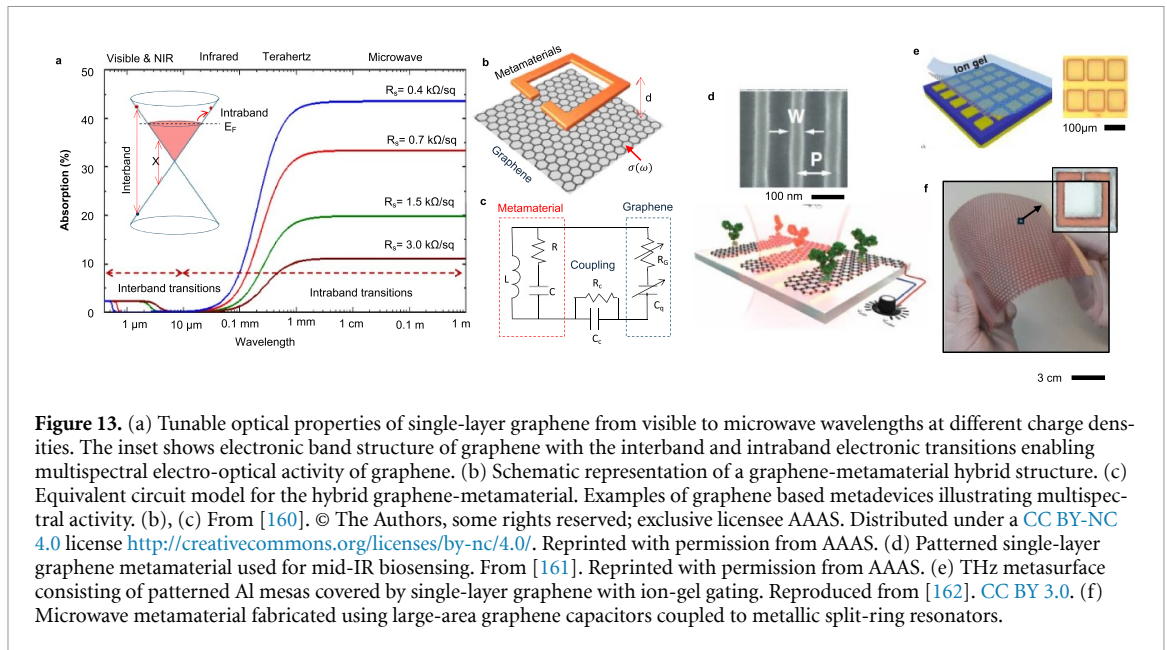 a
Visible & NIR Infrared Terahertz Microwave
50
40
30
20
10
0
Absorption (%)
Rs= 0.4 kΩ/sq
Rs= 0.7 kΩ/sq
Rs= 1.5 kΩ/sq
Rs= 3.0 kΩ/sq
Intraband
EF
Interband
X
Interband transitions
Intraband transitions
1 μm 10 μm 0.1 mm 1 mm 1 cm 0.1 m 1 m
Wavelength
b
Metamaterials
d
Graphene
σ(ω)
c
Metamaterial
Graphene
Coupling
L
R
C
Rc
Cc
RG
Cq
d
W
P
100 nm
e
Ion gel
100μm
f
3 cm
Figure 13. (a) Tunable optical properties of single-layer graphene from visible to microwave wavelengths at different charge dens-
ities. The inset shows electronic band structure of graphene with the interband and intraband electronic transitions enabling
multispectral electro-optical activity of graphene. (b) Schematic representation of a graphene-metamaterial hybrid structure. (c)
Equivalent circuit model for the hybrid graphene-metamaterial. Examples of graphene based metadevices illustrating multispec-
tral activity. (b), (c) From [160]. © The Authors, some rights reserved; exclusive licensee AAAS. Distributed under a CC BY-NC
4.0 license http://creativecommons.org/licenses/by-nc/4.0/. Reprinted with permission from AAAS. (d) Patterned single-layer
graphene metamaterial used for mid-IR biosensing. From [161]. Reprinted with permission from AAAS. (e) THz metasurface
consisting of patterned Al mesas covered by single-layer graphene with ion-gel gating. Reproduced from [162]. CC BY 3.0. (f)
Microwave metamaterial fabricated using large-area graphene capacitors coupled to metallic split-ring resonators.